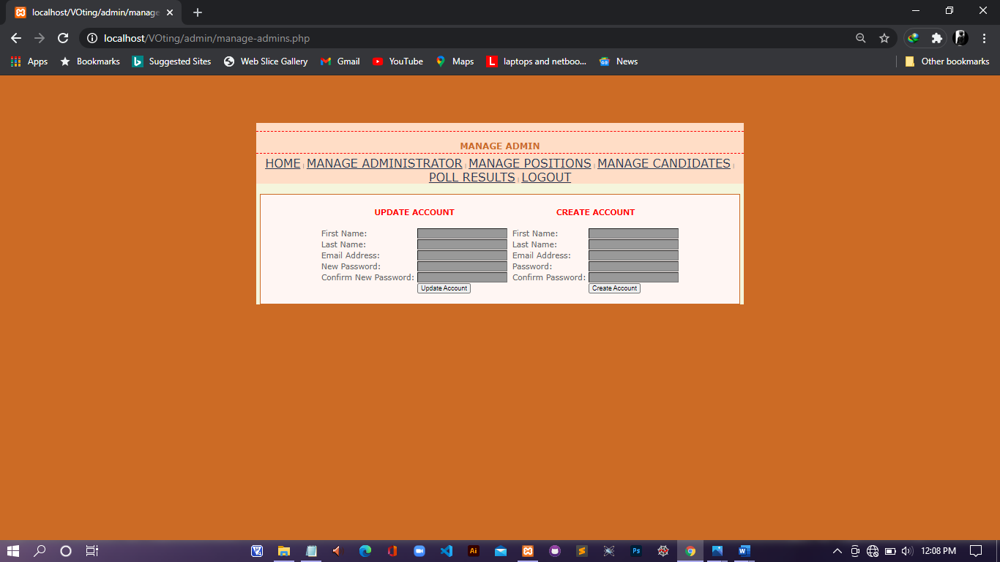 localhost/VOting/admin/manage
localhost/VOting/admin/manage-admins.php
Apps Bookmarks Suggested Sites Web Slice Gallery Gmail YouTube Maps laptops and netboo... News Other bookmarks
MANAGE ADMIN
HOME | MANAGE ADMINISTRATOR | MANAGE POSITIONS | MANAGE CANDIDATES |
POLL RESULTS | LOGOUT
UPDATE ACCOUNT CREATE ACCOUNT
First Name: First Name:
Last Name: Last Name:
Email Address: Email Address:
New Password: Password:
Confirm New Password: Confirm Password:
Update Account Create Account
12:08 PM